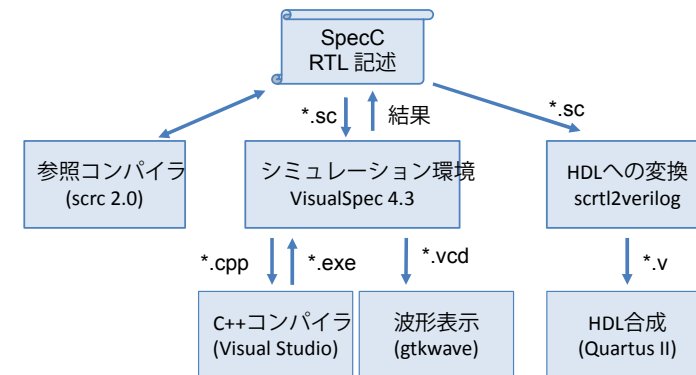 SpecC
RTL 記述
*.sc
結果
*.sc
参照コンパイラ
(scrc 2.0)
シミュレーション環境
VisualSpec 4.3
HDLへの変換
scrtl2verilog
*.cpp
*.exe
*.vcd
*.v
C++コンパイラ
(Visual Studio)
波形表示
(gtkwave)
HDL合成
(Quartus II)